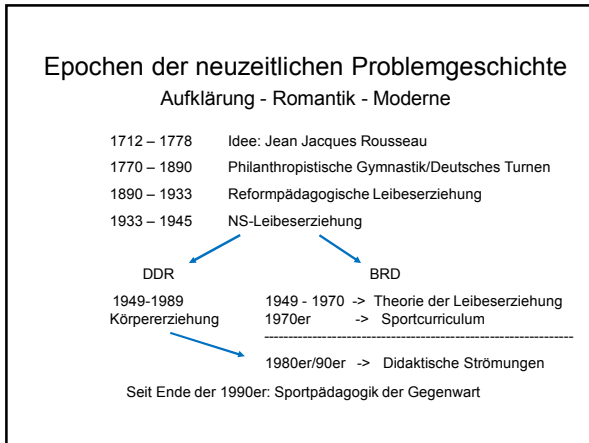 Epochen der neuzeitlichen Problemgeschichte
Aufklärung - Romantik - Moderne
1712 – 1778 Idee: Jean Jacques Rousseau
1770 – 1890 Philanthropistische Gymnastik/Deutsches Turnen
1890 – 1933 Reformpädagogische Leibeserziehung
1933 – 1945 NS-Leibeserziehung
DDR BRD
1949-1989 1949 - 1970 -> Theorie der Leibeserziehung
Körpererziehung 1970er -> Sportcurriculum
----------------------------------------------------------------
1980er/90er -> Didaktische Strömungen
Seit Ende der 1990er: Sportpädagogik der Gegenwart